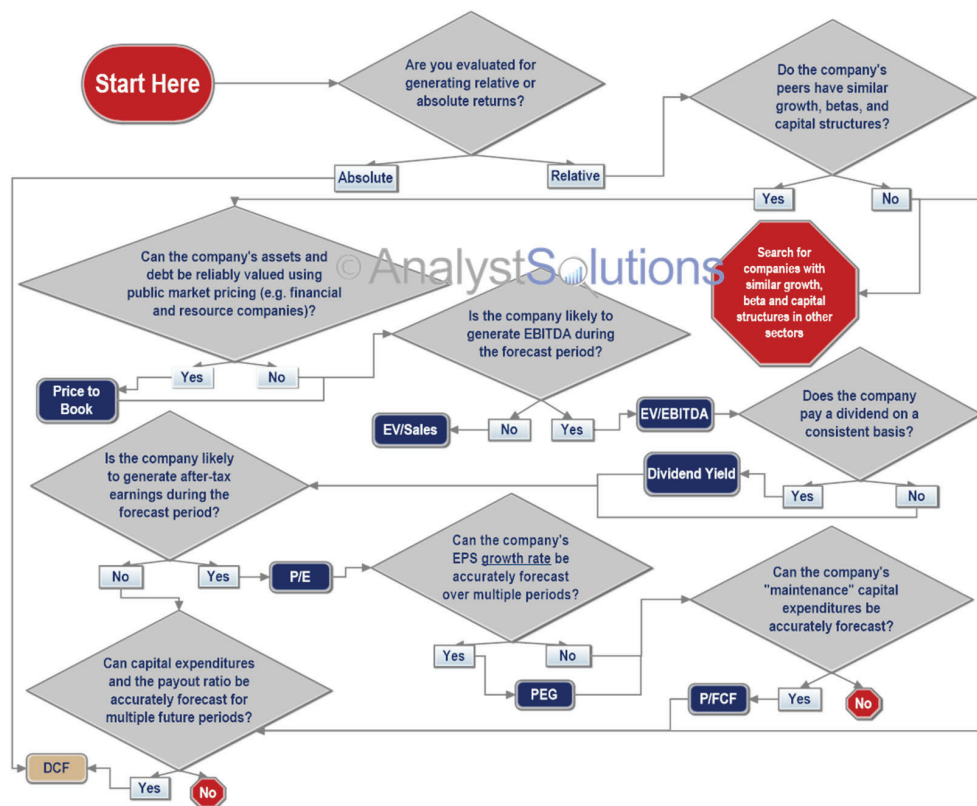 Start Here
Are you evaluated for
generating relative or
absolute returns?
Do the company's
peers have similar
growth, betas, and
capital structures?
Absolute
Relative
Yes
No
Can the company's assets and
debt be reliably valued using
public market pricing (e.g. financial
and resource companies)?
© AnalystSolutions
Search for
companies with
similar growth,
beta and capital
structures in other
sectors
Is the company likely to
generate EBITDA during
the forecast period?
Yes
No
Price to
Book
Does the company
pay a dividend on a
consistent basis?
EV/Sales
No
Yes
EV/EBITDA
Is the company likely
to generate after-tax
earnings during the
forecast period?
Dividend Yield
Yes
No
Can the company's
EPS growth rate be
accurately forecast
over multiple periods?
Can the company's
"maintenance" capital
expenditures be
accurately forecast?
No
Yes
P/E
Can capital expenditures
and the payout ratio be
accurately forecast for
multiple future periods?
Yes
No
PEG
P/FCF
Yes
No
DCF
Yes
No